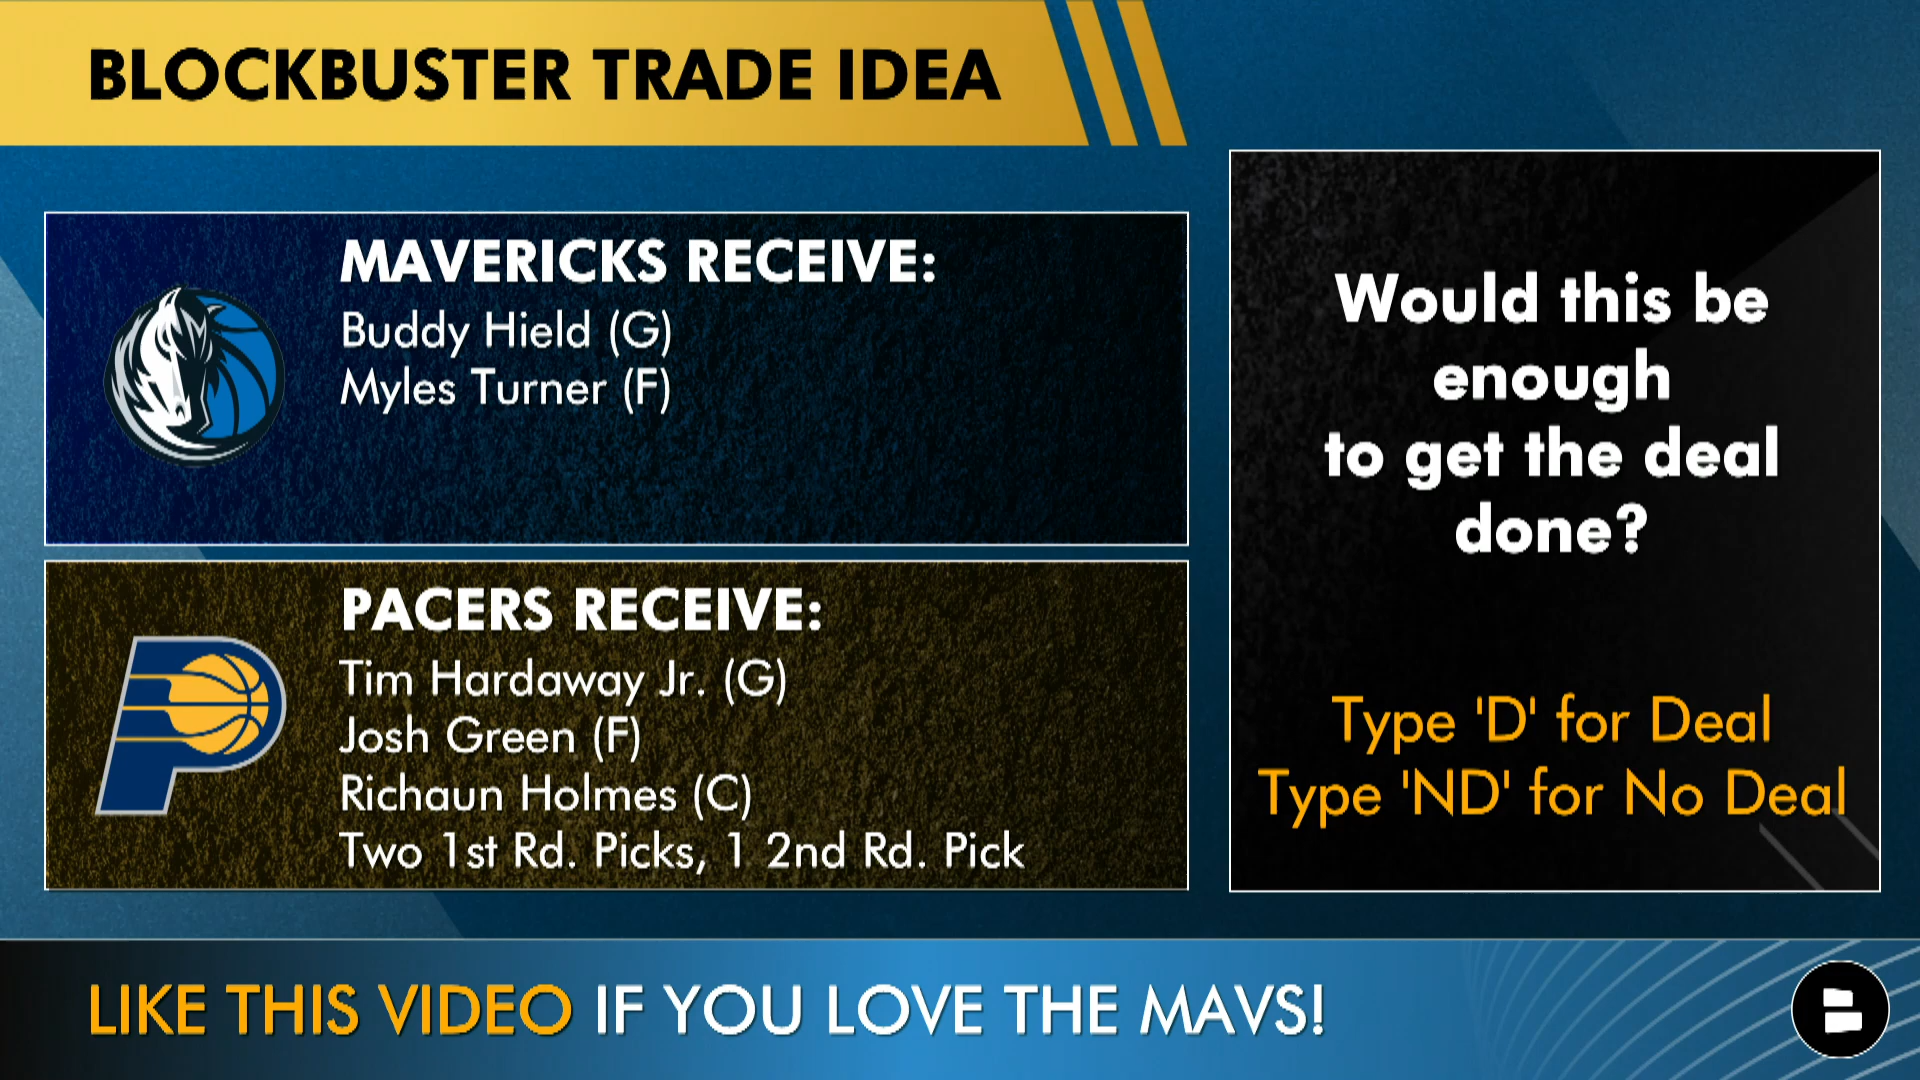 BLOCKBUSTER TRADE IDEA
MAVERICKS RECEIVE:
Buddy Hield (G)
Myles Turner (F)
PACERS RECEIVE:
Tim Hardaway Jr. (G)
Josh Green (F)
Richaun Holmes (C)
Two 1st Rd. Picks, 1 2nd Rd. Pick
Would this be
enough
to get the deal
done?
Type 'D' for Deal
Type 'ND' for No Deal
LIKE THIS VIDEO IF YOU LOVE THE MAVS!